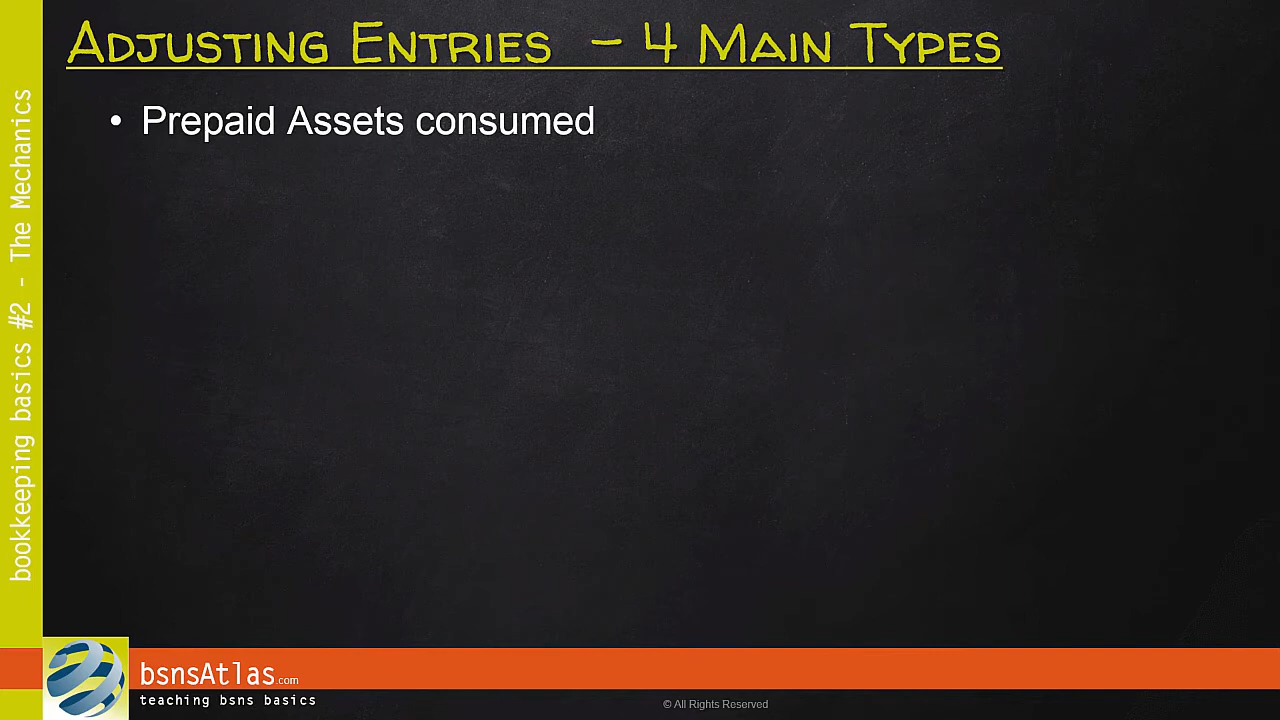 Adjusting Entries - 4 Main Types
• Prepaid Assets consumed
bookkeeping basics #2 - The Mechanics
bsnsAtlas.com
teaching bsns basics
© All Rights Reserved